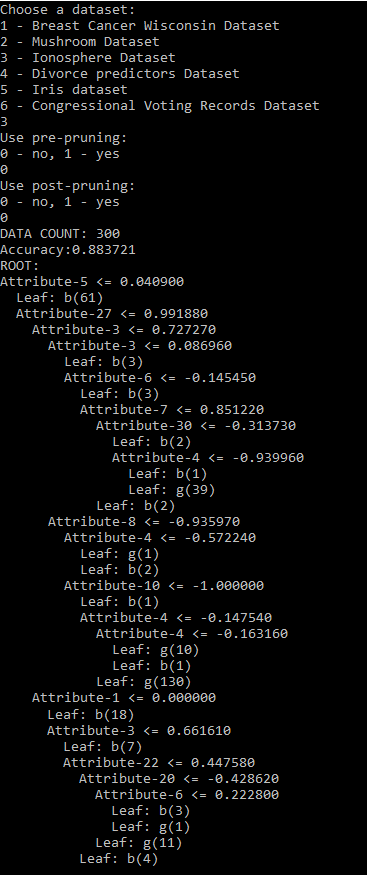 Choose a dataset:
1 - Breast Cancer Wisconsin Dataset
2 - Mushroom Dataset
3 - Ionosphere Dataset
4 - Divorce predictors Dataset
5 - Iris dataset
6 - Congressional Voting Records Dataset
3
Use pre-pruning:
0 - no, 1 - yes
0
Use post-pruning:
0 - no, 1 - yes
0
DATA COUNT: 300
Accuracy:0.883721
ROOT:
Attribute-5 <= 0.040900
  Leaf: b(61)
  Attribute-27 <= 0.991880
    Attribute-3 <= 0.727270
      Attribute-3 <= 0.086960
        Leaf: b(3)
        Attribute-6 <= -0.145450
          Leaf: b(3)
          Attribute-7 <= 0.851220
            Attribute-30 <= -0.313730
              Leaf: b(2)
              Attribute-4 <= -0.939960
                Leaf: b(1)
                Leaf: g(39)
            Leaf: b(2)
      Attribute-8 <= -0.935970
        Attribute-4 <= -0.572240
          Leaf: g(1)
          Leaf: b(2)
        Attribute-10 <= -1.000000
          Leaf: b(1)
          Attribute-4 <= -0.147540
            Attribute-4 <= -0.163160
              Leaf: g(10)
              Leaf: b(1)
            Leaf: g(130)
    Attribute-1 <= 0.000000
      Leaf: b(18)
      Attribute-3 <= 0.661610
        Leaf: b(7)
        Attribute-22 <= 0.447580
          Attribute-20 <= -0.428620
            Attribute-6 <= 0.222800
              Leaf: b(3)
              Leaf: g(1)
            Leaf: g(11)
          Leaf: b(4)